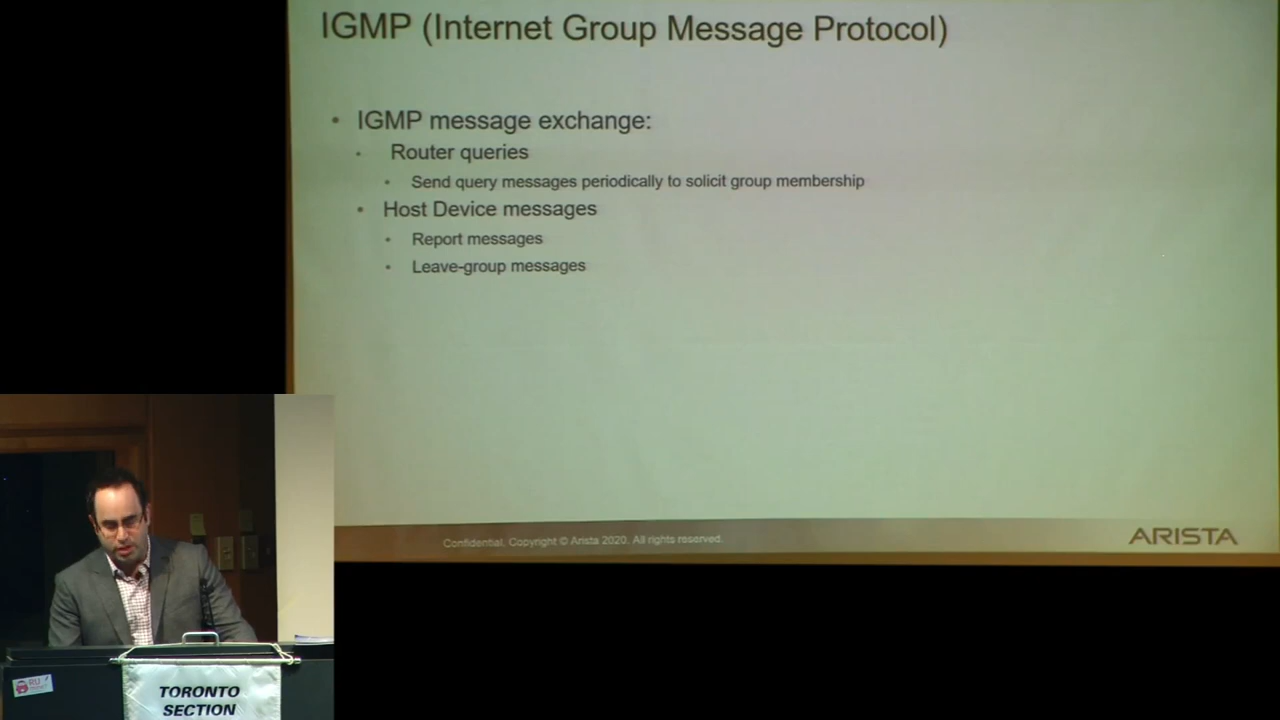 IGMP (Internet Group Message Protocol)
• IGMP message exchange:
• Router queries
• Send query messages periodically to solicit group membership
• Host Device messages
• Report messages
• Leave-group messages
Confidential. Copyright © Arista 2020. All rights reserved.
ARISTA
RU
TORONTO
SECTION